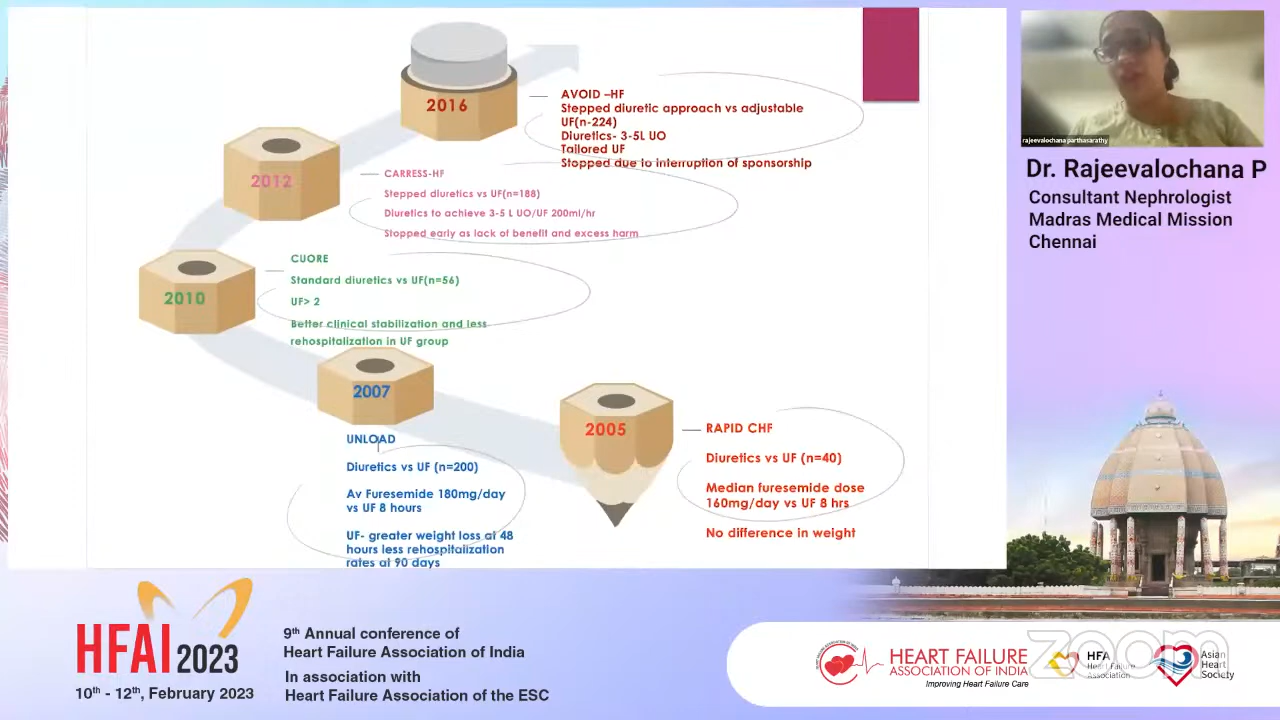 2016
AVOID –HF
Stepped diuretic approach vs adjustable
UF(n-224)
Diuretics- 3-5L UO
Tailored UF
Stopped due to interruption of sponsorship
2012
CARRESS-HF
Stepped diuretics vs UF(n=188)
Diuretics to achieve 3-5 L UO/UF 200ml/hr
Stopped early as lack of benefit and excess harm
2010
CUORE
Standard diuretics vs UF(n=56)
UF> 2
Better clinical stabilization and less
rehospitalization in UF group
2007
UNLOAD
Diuretics vs UF (n=200)
Av Furesemide 180mg/day
vs UF 8 hours
UF- greater weight loss at 48
hours less rehospitalization
rates at 90 days
2005
RAPID CHF
Diuretics vs UF (n=40)
Median furesemide dose
160mg/day vs UF 8 hrs
No difference in weight
rajeevalochana parthasarathy
Dr. Rajeevalochana P
Consultant Nephrologist
Madras Medical Mission
Chennai
HFAI 2023
10th - 12th, February 2023
9th Annual conference of
Heart Failure Association of India
In association with
Heart Failure Association of the ESC
HEART FAILURE
ASSOCIATION OF INDIA
Improving Heart Failure Care
HFA
Heart Failure
Association
Asian
Heart
Society
zoom